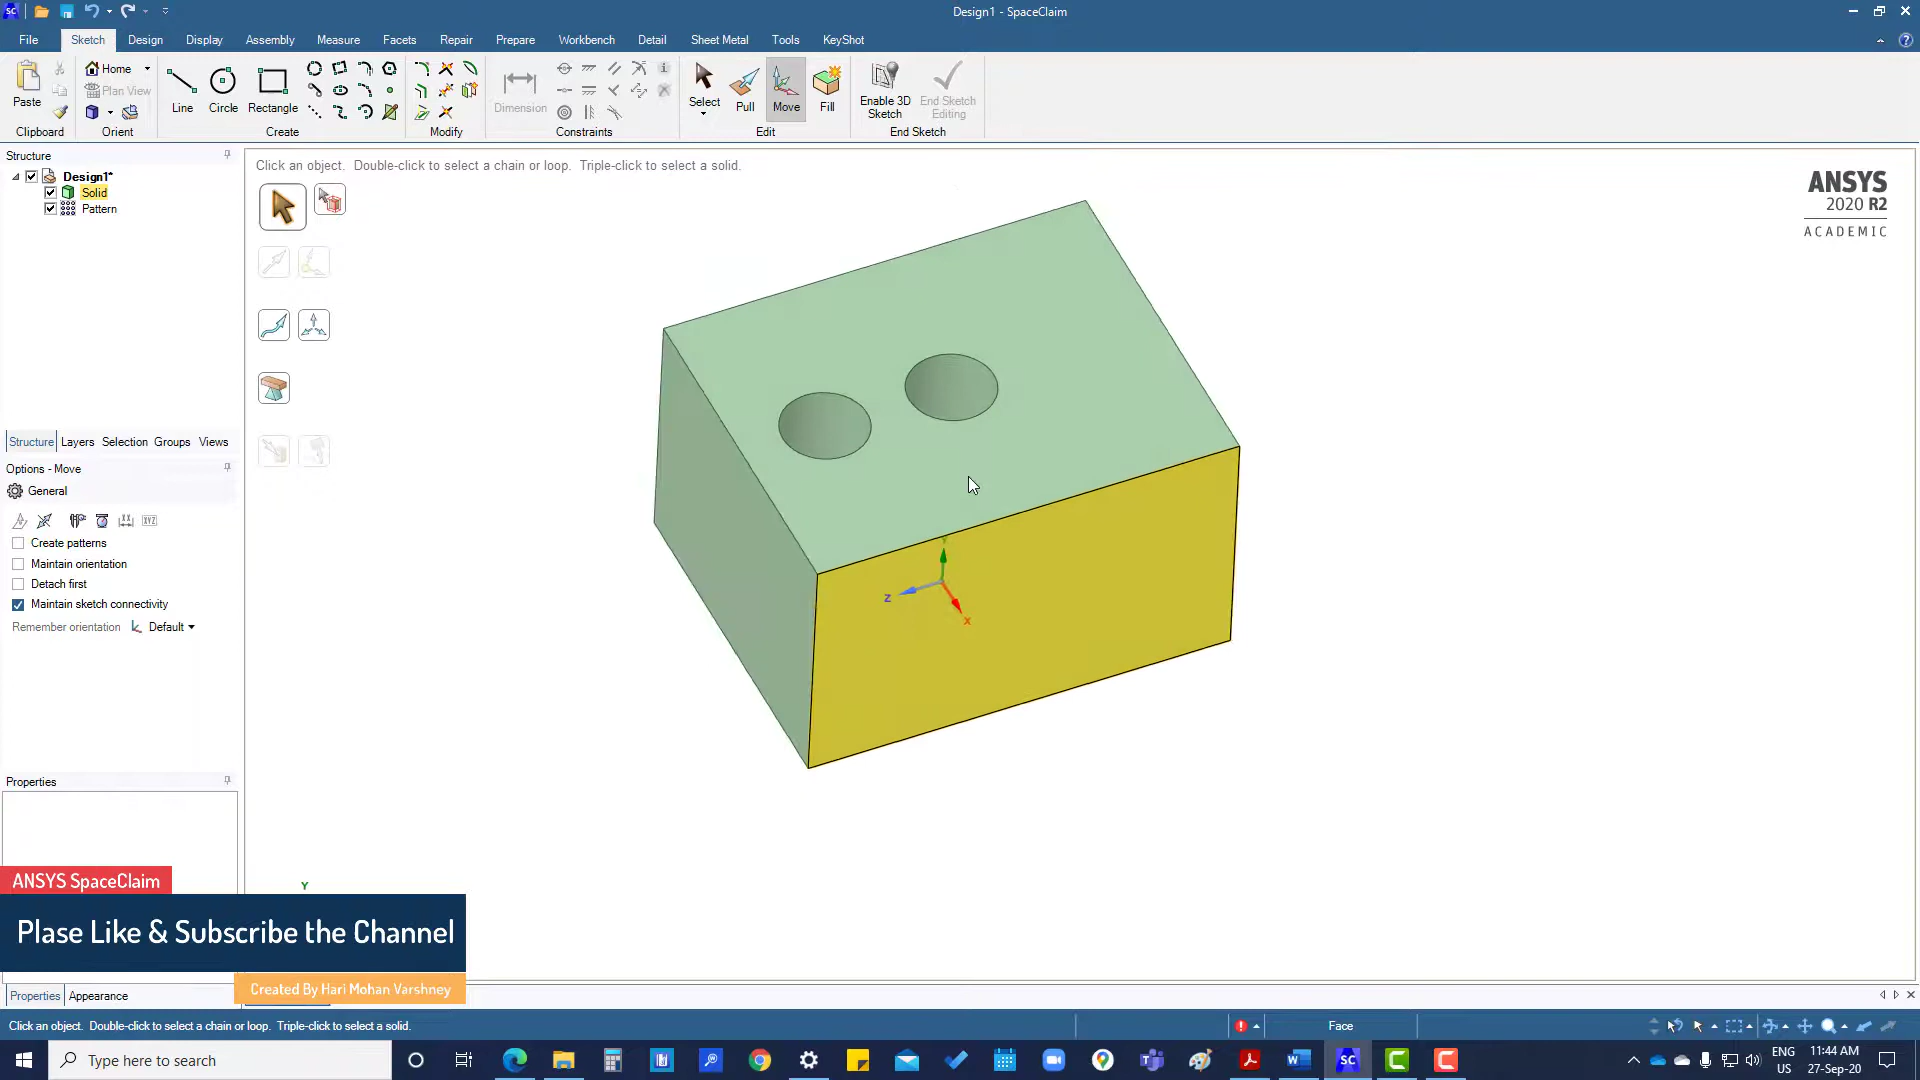 Design1 - SpaceClaim
File Sketch Design Display Assembly Measure Facets Repair Prepare Workbench Detail Sheet Metal Tools KeyShot
Paste
Home
Plan View
Line Circle Rectangle
Dimension
Select Pull Move Fill
Enable 3D Sketch
End Sketch Editing
Clipboard Orient Create Modify Constraints Edit End Sketch
Structure
Design1*
Solid
Pattern
Click an object. Double-click to select a chain or loop. Triple-click to select a solid.
ANSYS
2020 R2
ACADEMIC
Structure Layers Selection Groups Views
Options - Move
General
Create patterns
Maintain orientation
Detach first
Maintain sketch connectivity
Remember orientation Default
Y
Z
X
Properties
Y
ANSYS SpaceClaim
Plase Like & Subscribe the Channel
Created By Hari Mohan Varshney
Properties Appearance
Click an object. Double-click to select a chain or loop. Triple-click to select a solid.
Face
Type here to search
ENG
US
11:44 AM
27-Sep-20